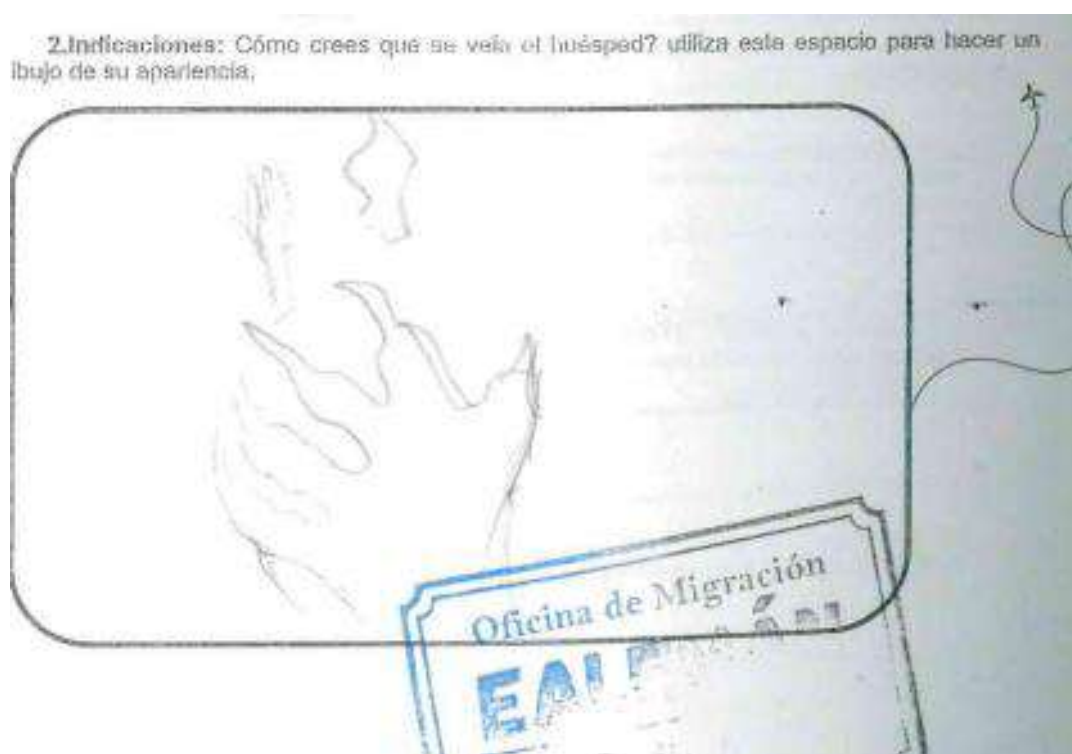 2.Indicaciones: Cómo crees que se veía el huésped? utiliza este espacio para hacer un
ibujo de su apariencia.
Oficina de Migración